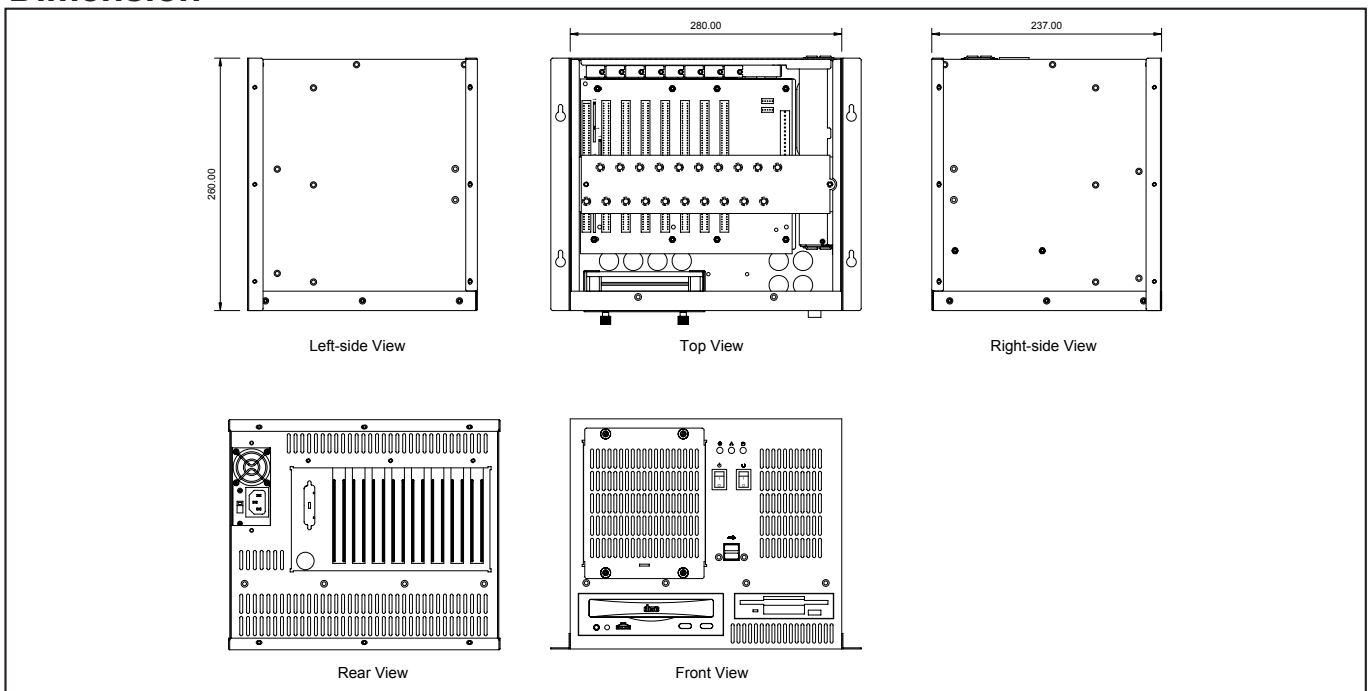 Dimension
280.00
237.00
260.00
Left-side View
Top View
Right-side View
Rear View
Front View